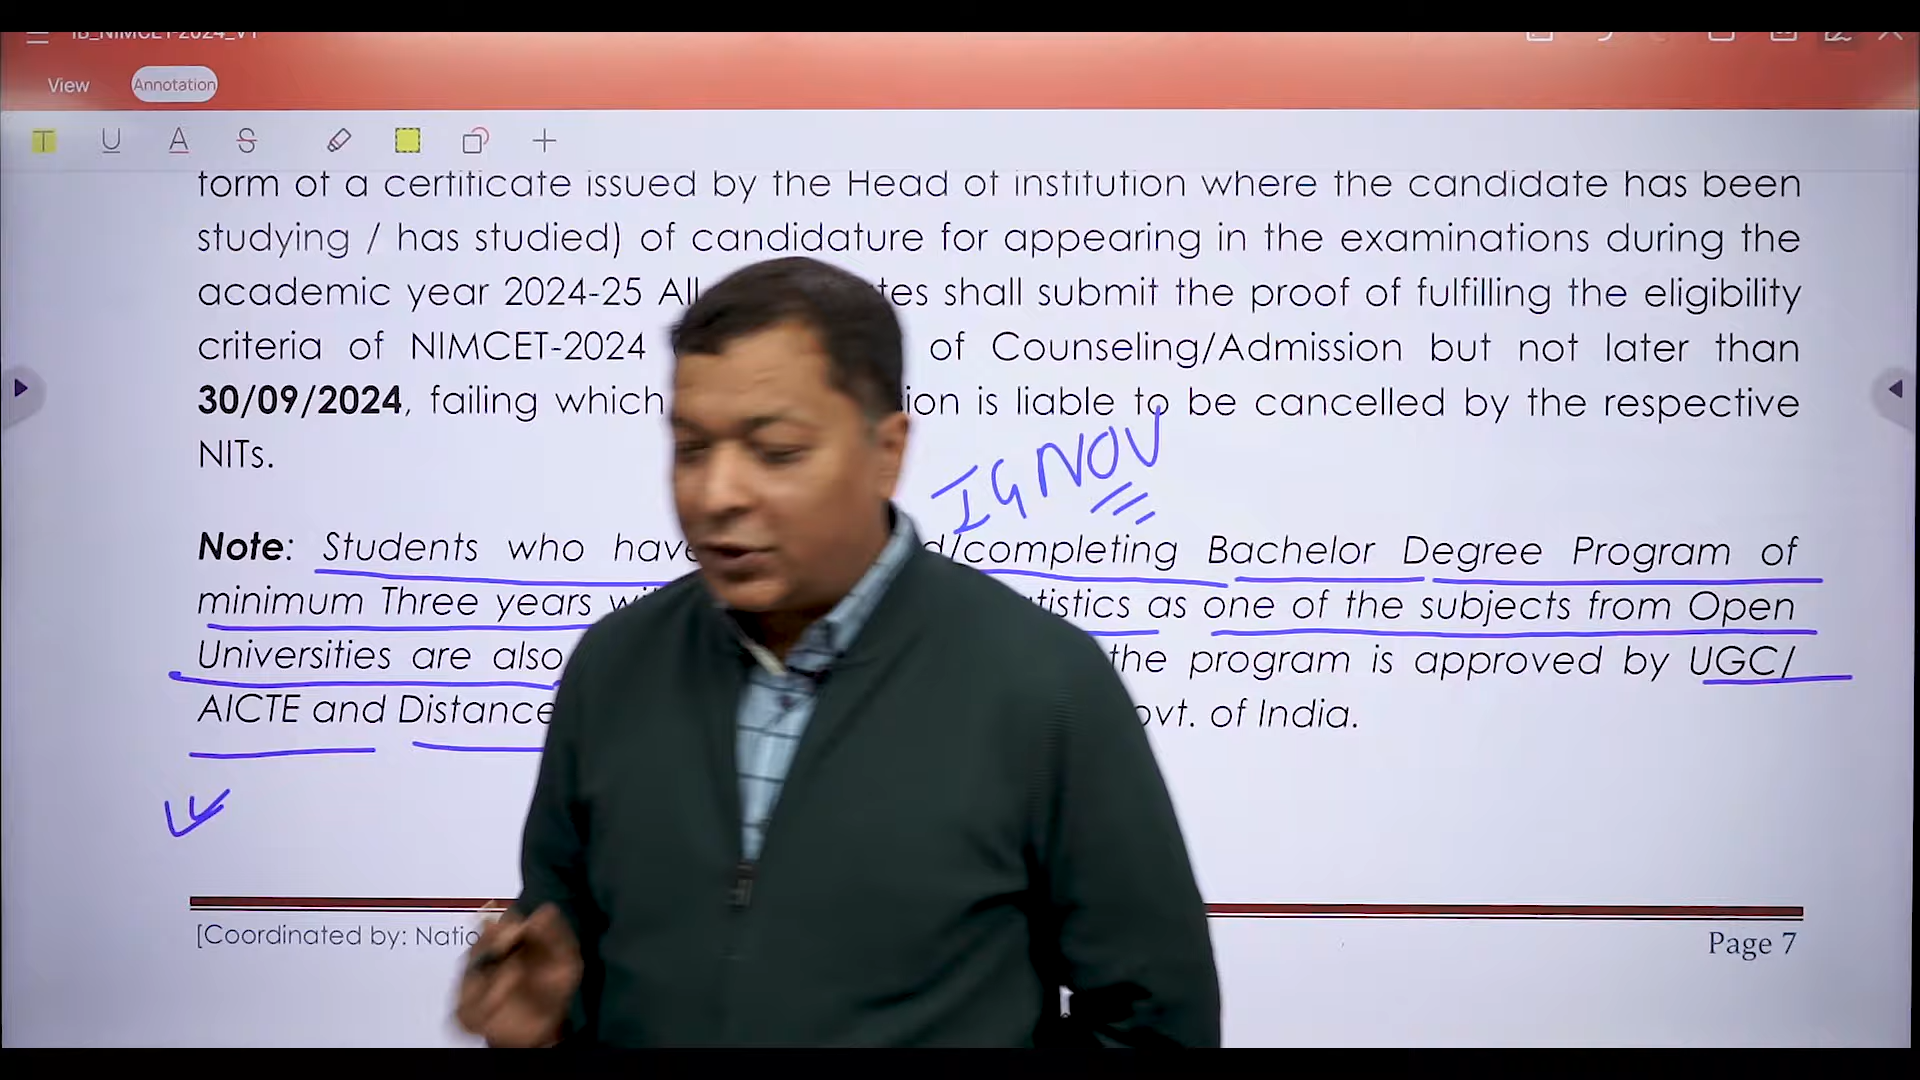 IB_NIMCET-2024_V1
View Annotation
T U A S
form of a certificate issued by the Head of institution where the candidate has been
studying / has studied) of candidature for appearing in the examinations during the
academic year 2024-25 All tes shall submit the proof of fulfilling the eligibility
criteria of NIMCET-2024 of Counseling/Admission but not later than
30/09/2024, failing which ion is liable to be cancelled by the respective
NITs.
IGNOU
Note: Students who have d/completing Bachelor Degree Program of
minimum Three years wi tistics as one of the subjects from Open
Universities are also the program is approved by UGC/
AICTE and Distance ovt. of India.
[Coordinated by: Natio
Page 7